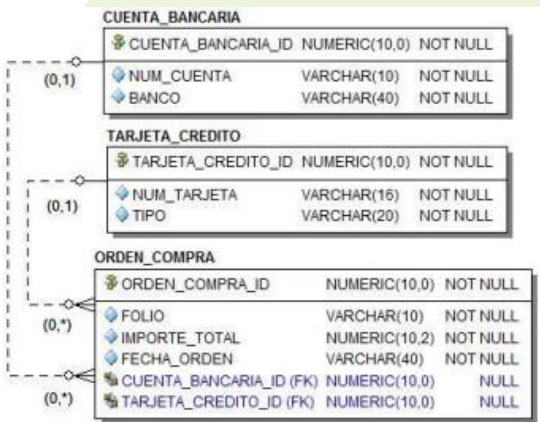 CUENTA_BANCARIA
CUENTA_BANCARIA_ID NUMERIC(10,0) NOT NULL
(0,1)
NUM_CUENTA VARCHAR(10) NOT NULL
BANCO VARCHAR(40) NOT NULL
TARJETA_CREDITO
TARJETA_CREDITO_ID NUMERIC(10,0) NOT NULL
(0,1)
NUM_TARJETA VARCHAR(16) NOT NULL
TIPO VARCHAR(20) NOT NULL
ORDEN_COMPRA
ORDEN_COMPRA_ID NUMERIC(10,0) NOT NULL
(0,*)
FOLIO VARCHAR(10) NOT NULL
IMPORTE_TOTAL NUMERIC(10,2) NOT NULL
FECHA_ORDEN VARCHAR(40) NOT NULL
CUENTA_BANCARIA_ID (FK) NUMERIC(10,0) NULL
(0,*)
TARJETA_CREDITO_ID (FK) NUMERIC(10,0) NULL